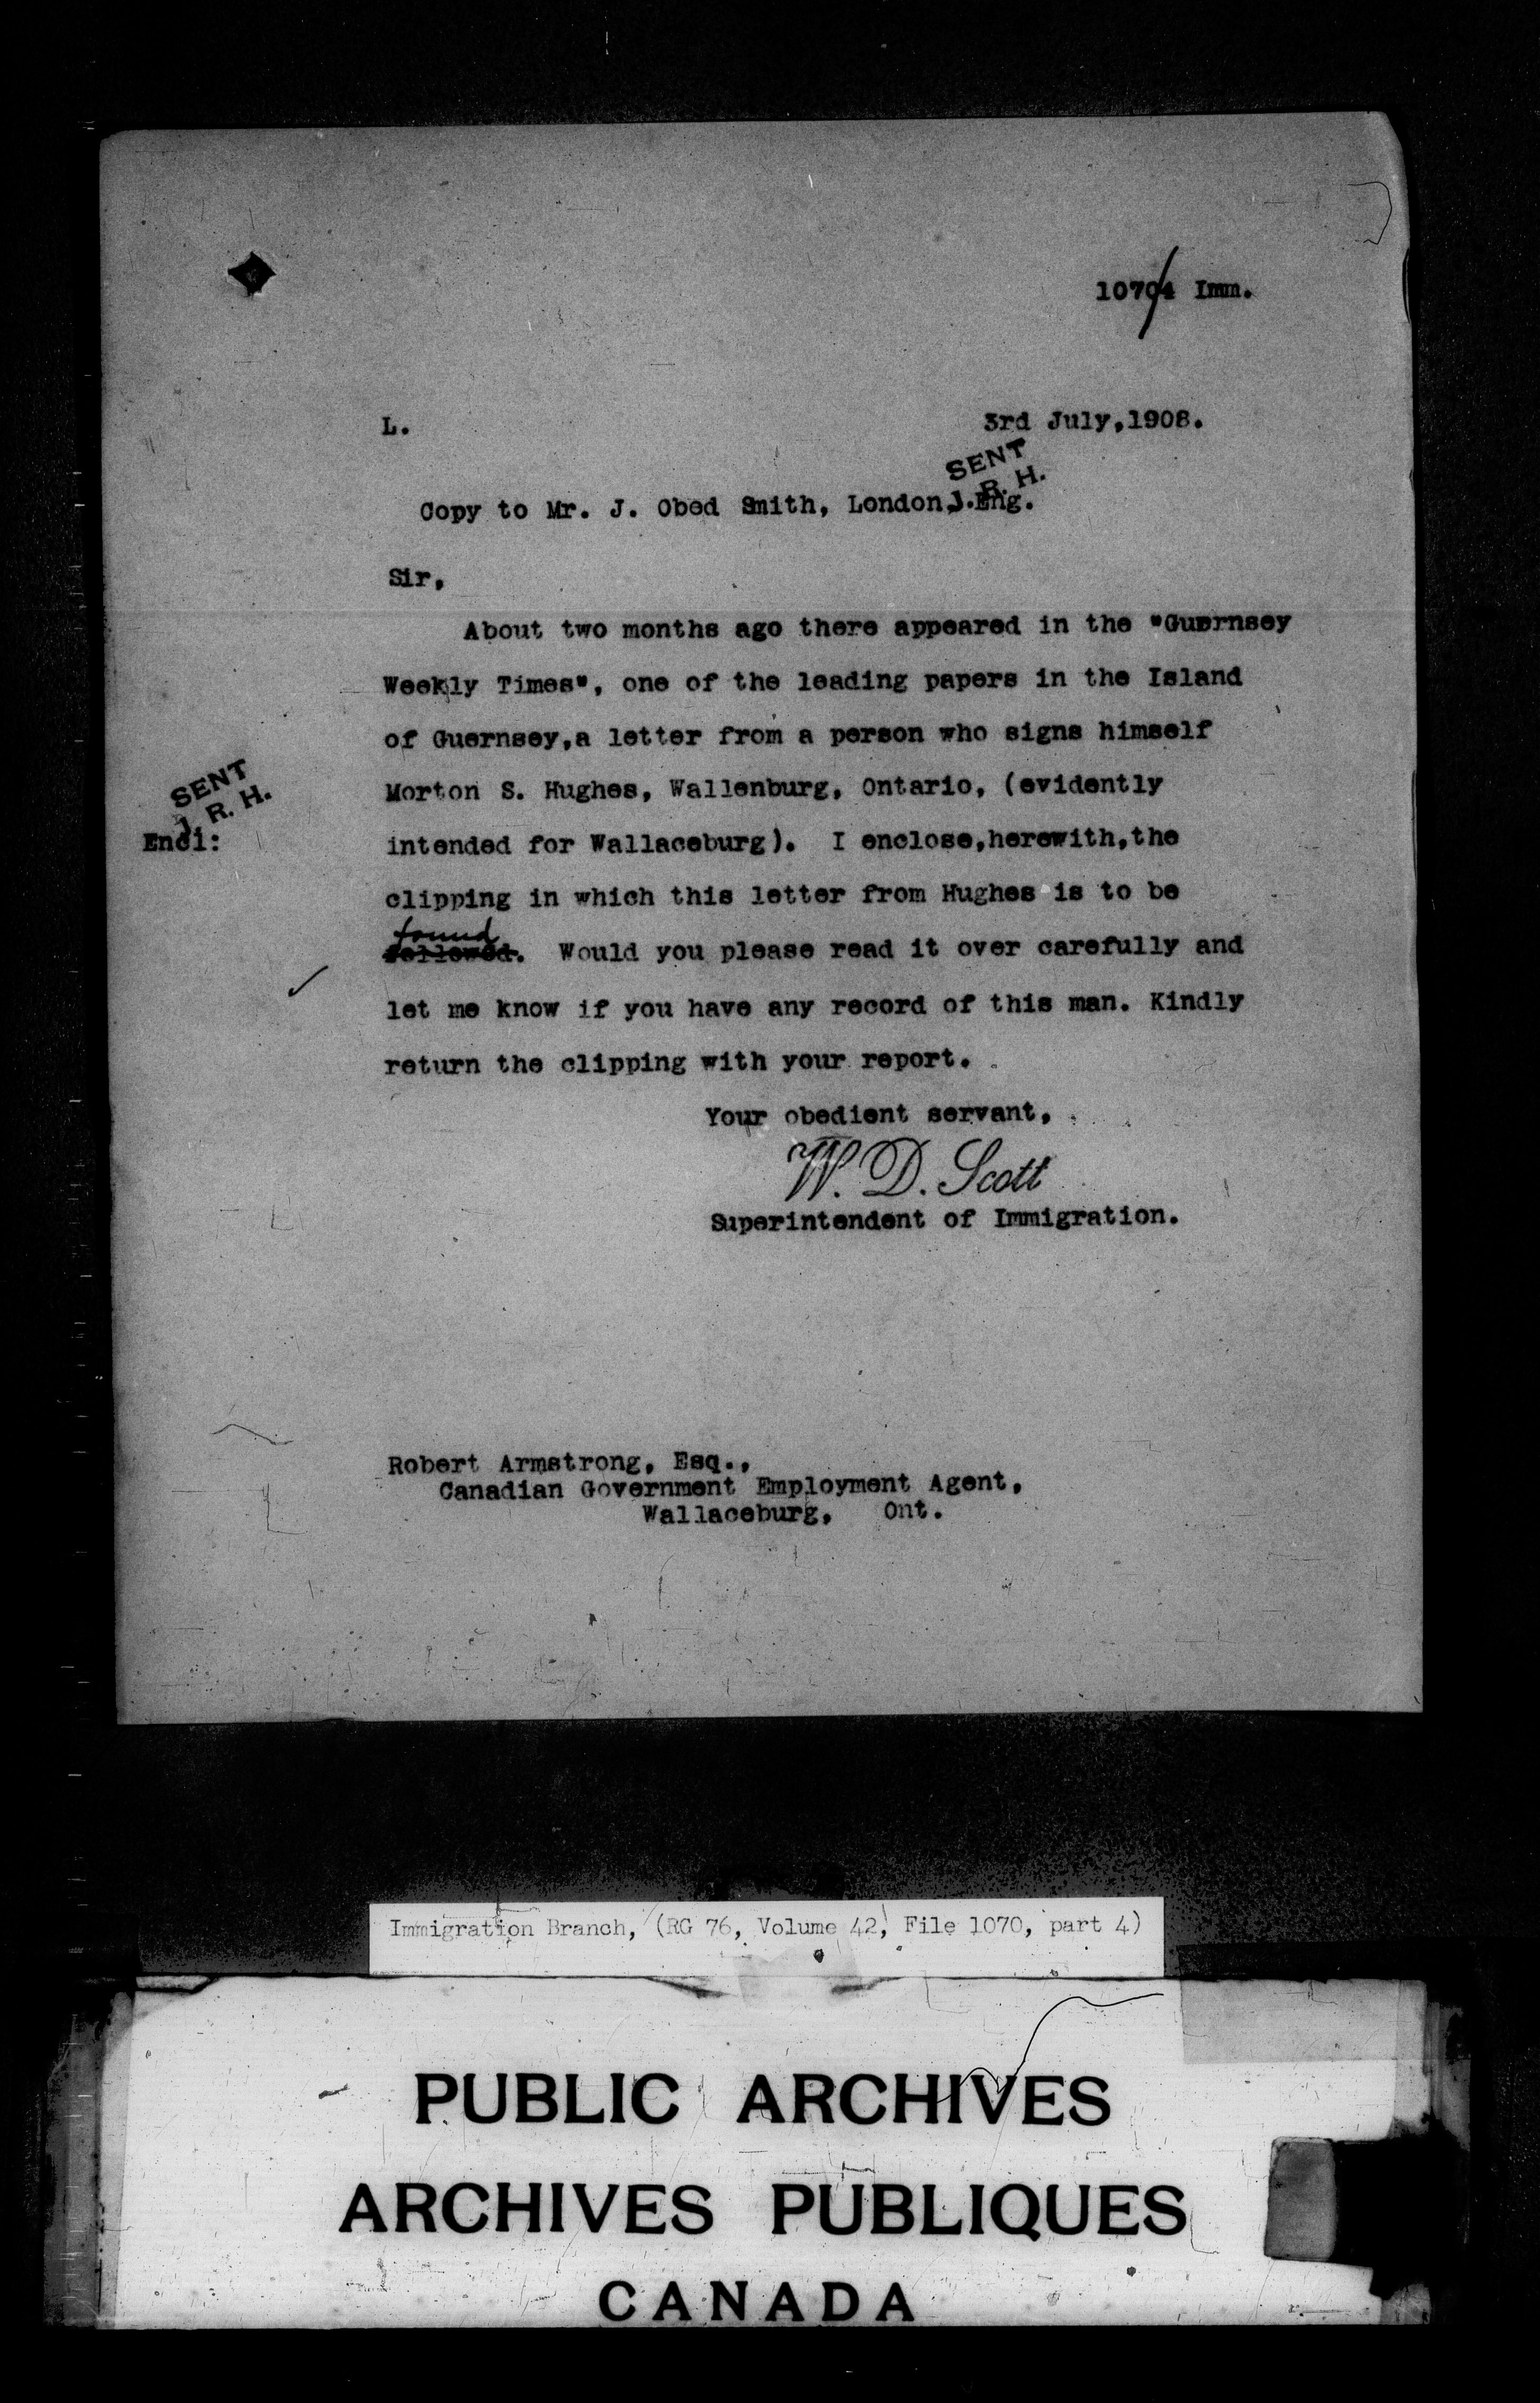 10704 Imm.
L.
3rd July,1908.
SENT
J. R. H.
Copy to Mr. J. Obed Smith, London, Eng.
Sir,
About two months ago there appeared in the "Guernsey
Weekly Times", one of the leading papers in the Island
of Guernsey,a letter from a person who signs himself
Morton S. Hughes, Wallenburg, Ontario, (evidently
SENT
J. R. H.
Encl:
intended for Wallaceburg). I enclose,herewith,the
clipping in which this letter from Hughes is to be
found
followed. Would you please read it over carefully and
let me know if you have any record of this man. Kindly
return the clipping with your report.
Your obedient servant,
W. D. Scott
Superintendent of Immigration.
Robert Armstrong, Esq.,
Canadian Government Employment Agent,
Wallaceburg, Ont.
Immigration Branch, (RG 76, Volume 42, File 1070, part 4)
PUBLIC ARCHIVES
ARCHIVES PUBLIQUES
CANADA